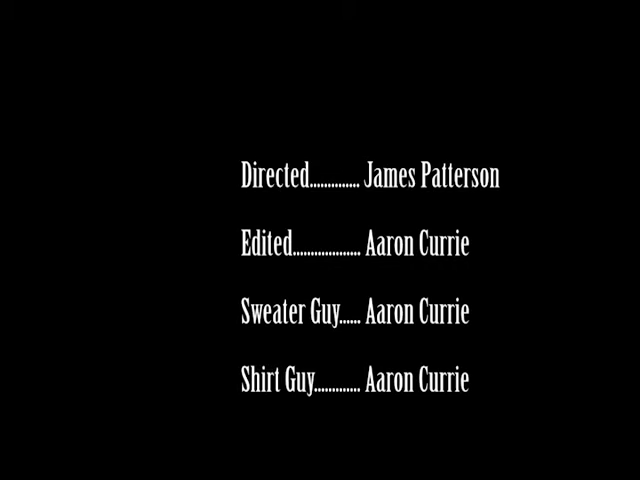 Directed.............. James Patterson
Edited................... Aaron Currie
Sweater Guy...... Aaron Currie
Shirt Guy............. Aaron Currie